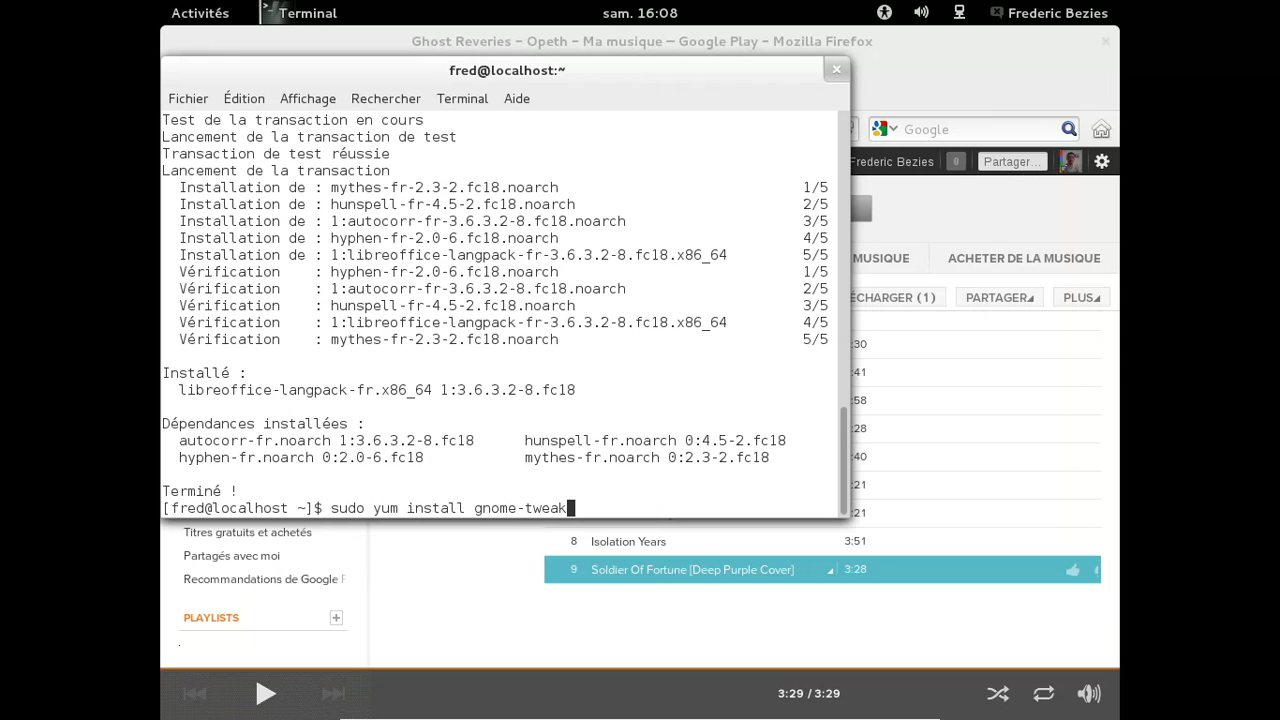 Activités
Terminal
sam. 16:08
Frederic Bezies
Ghost Reveries - Opeth - Ma musique — Google Play - Mozilla Firefox
fred@localhost:~
Fichier Édition Affichage Rechercher Terminal Aide
Test de la transaction en cours
Lancement de la transaction de test
Transaction de test réussie
Lancement de la transaction
Installation de : mythes-fr-2.3-2.fc18.noarch 1/5
Installation de : hunspell-fr-4.5-2.fc18.noarch 2/5
Installation de : 1:autocorr-fr-3.6.3.2-8.fc18.noarch 3/5
Installation de : hyphen-fr-2.0-6.fc18.noarch 4/5
Installation de : 1:libreoffice-langpack-fr-3.6.3.2-8.fc18.x86_64 5/5
Vérification : hyphen-fr-2.0-6.fc18.noarch 1/5
Vérification : 1:autocorr-fr-3.6.3.2-8.fc18.noarch 2/5
Vérification : hunspell-fr-4.5-2.fc18.noarch 3/5
Vérification : 1:libreoffice-langpack-fr-3.6.3.2-8.fc18.x86_64 4/5
Vérification : mythes-fr-2.3-2.fc18.noarch 5/5
Installé :
libreoffice-langpack-fr.x86_64 1:3.6.3.2-8.fc18
Dépendances installées :
autocorr-fr.noarch 1:3.6.3.2-8.fc18 hunspell-fr.noarch 0:4.5-2.fc18
hyphen-fr.noarch 0:2.0-6.fc18 mythes-fr.noarch 0:2.3-2.fc18
Terminé !
[fred@localhost ~]$ sudo yum install gnome-tweak
Google
Frederic Bezies 0 Partager...
MUSIQUE ACHETER DE LA MUSIQUE
ÉCHARGER (1) PARTAGER PLUS
:30
:41
:58
:28
:40
:31
8 Isolation Years 3:51
9 Soldier Of Fortune [Deep Purple Cover] 3:28
Titres gratuits et achetés
Partagés avec moi
Recommandations de Google
PLAYLISTS
3:29 / 3:29